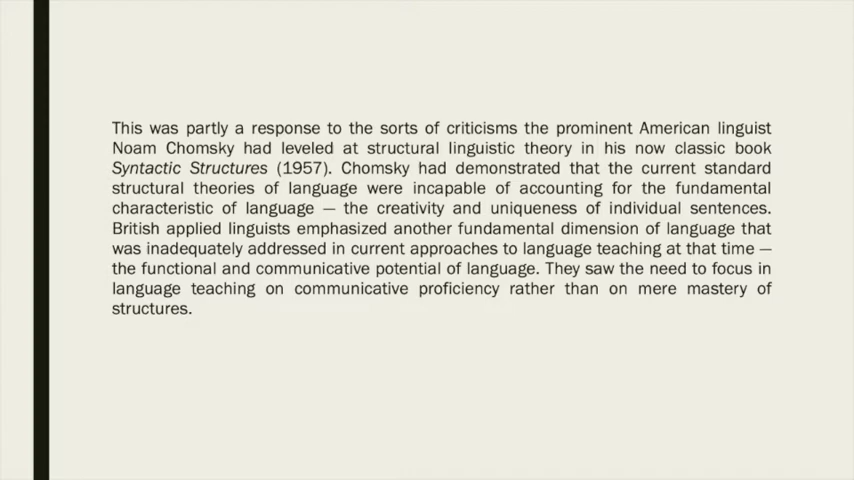 This was partly a response to the sorts of criticisms the prominent American linguist
Noam Chomsky had leveled at structural linguistic theory in his now classic book
Syntactic Structures (1957). Chomsky had demonstrated that the current standard
structural theories of language were incapable of accounting for the fundamental
characteristic of language — the creativity and uniqueness of individual sentences.
British applied linguists emphasized another fundamental dimension of language that
was inadequately addressed in current approaches to language teaching at that time —
the functional and communicative potential of language. They saw the need to focus in
language teaching on communicative proficiency rather than on mere mastery of
structures.